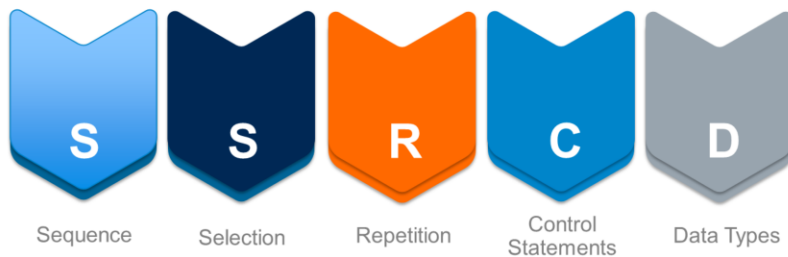 S
S
R
C
D
Sequence
Selection
Repetition
Control
Statements
Data Types